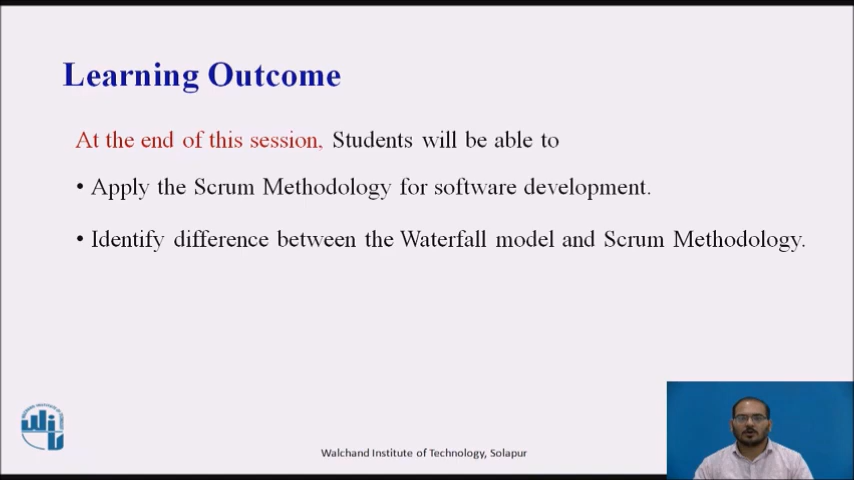 Learning Outcome
At the end of this session, Students will be able to
• Apply the Scrum Methodology for software development.
• Identify difference between the Waterfall model and Scrum Methodology.
Walchand Institute of Technology, Solapur